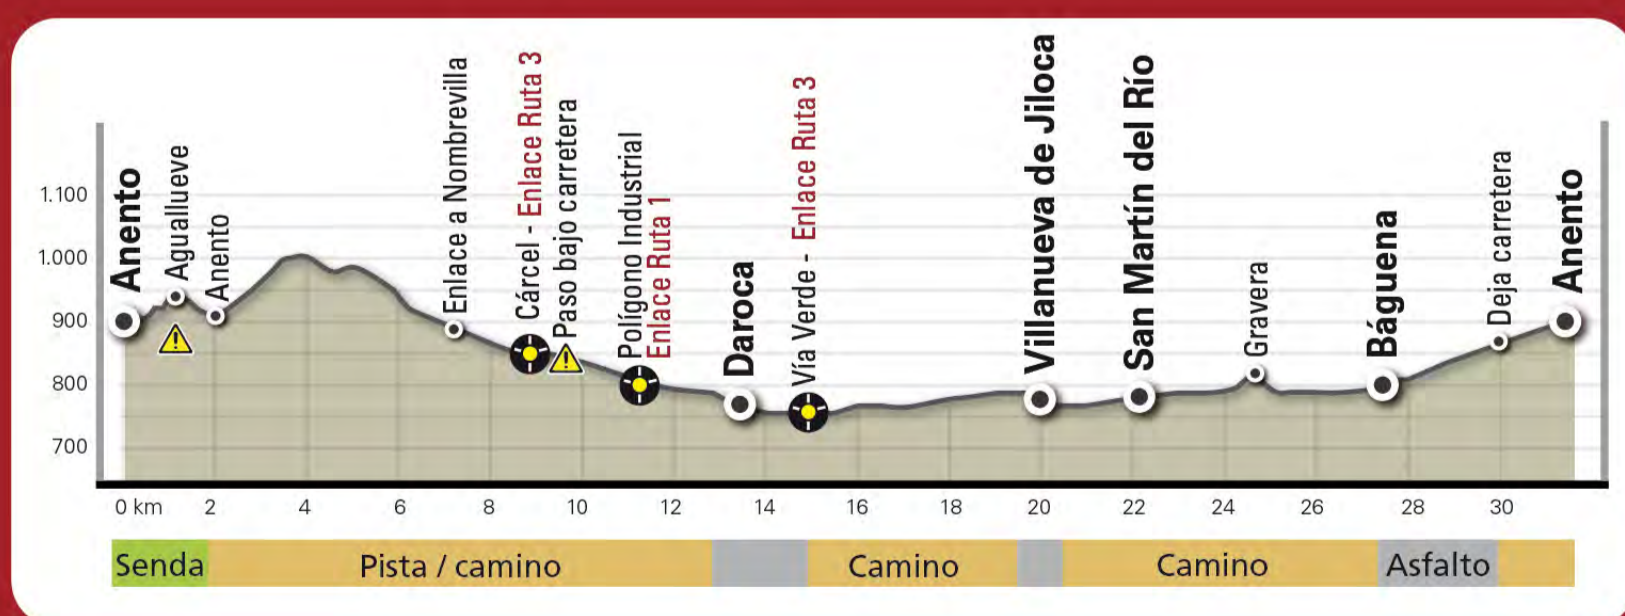 Anento
Aguallueve
Anento
Enlace a Nombrevilla
Cárcel - Enlace Ruta 3
Paso bajo carretera
Polígono Industrial
Enlace Ruta 1
Daroca
Vía Verde - Enlace Ruta 3
Villanueva de Jiloca
San Martín del Río
Gravera
Báguena
Deja carretera
Anento
1.100
1.000
900
800
700
0 km 2 4 6 8 10 12 14 16 18 20 22 24 26 28 30
Senda Pista / camino Camino Camino Asfalto